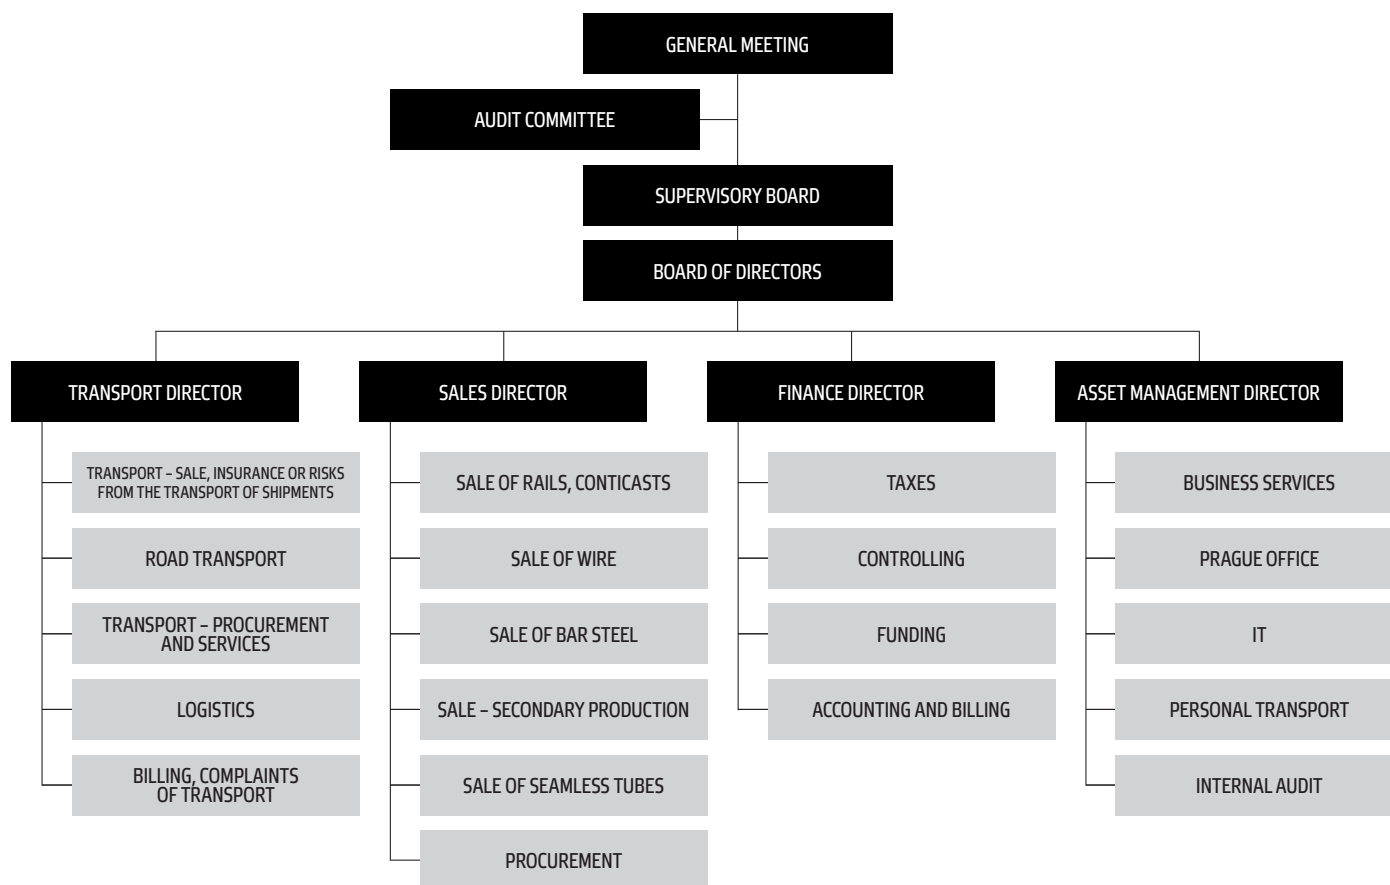 GENERAL MEETING
AUDIT COMMITTEE
SUPERVISORY BOARD
BOARD OF DIRECTORS
TRANSPORT DIRECTOR
TRANSPORT – SALE, INSURANCE OR RISKS
FROM THE TRANSPORT OF SHIPMENTS
ROAD TRANSPORT
TRANSPORT – PROCUREMENT
AND SERVICES
LOGISTICS
BILLING, COMPLAINTS
OF TRANSPORT
SALES DIRECTOR
SALE OF RAILS, CONTICASTS
SALE OF WIRE
SALE OF BAR STEEL
SALE – SECONDARY PRODUCTION
SALE OF SEAMLESS TUBES
PROCUREMENT
FINANCE DIRECTOR
TAXES
CONTROLLING
FUNDING
ACCOUNTING AND BILLING
ASSET MANAGEMENT DIRECTOR
BUSINESS SERVICES
PRAGUE OFFICE
IT
PERSONAL TRANSPORT
INTERNAL AUDIT